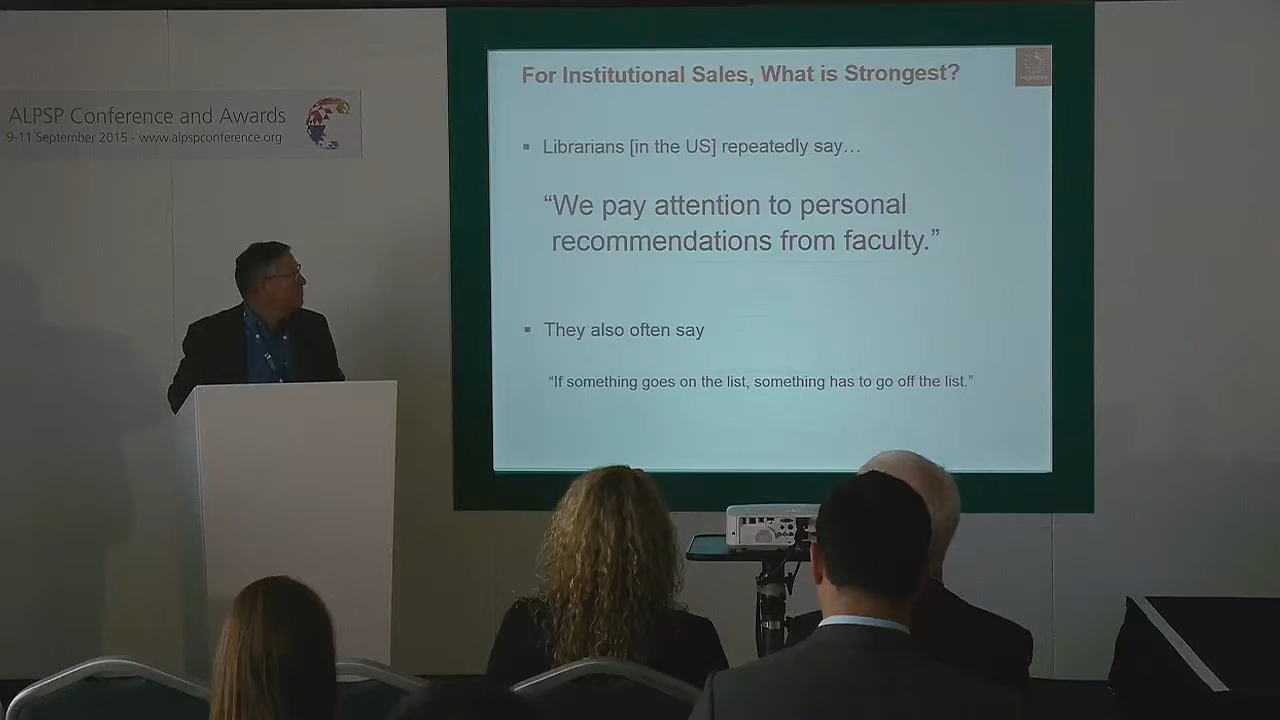 ALPSP Conference and Awards
9-11 September 2015 - www.alpspconference.org
For Institutional Sales, What is Strongest?
Librarians [in the US] repeatedly say…
“We pay attention to personal
recommendations from faculty.”
They also often say
“If something goes on the list, something has to go off the list.”